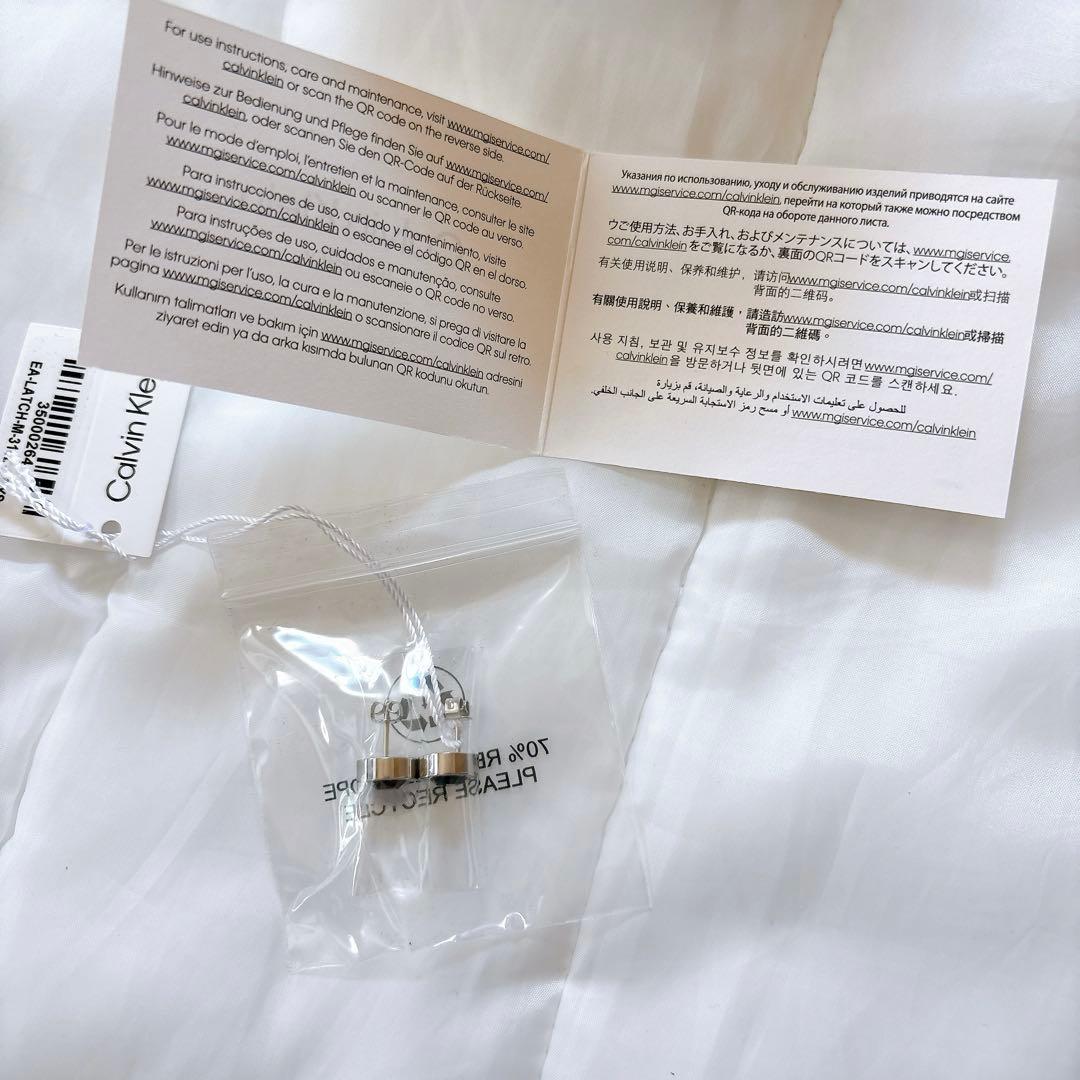 For use instructions, care and maintenance, visit www.mgiservice.com/
calvinklein or scan the QR code on the reverse side.
Hinweise zur Bedienung und Pflege finden Sie auf www.mgiservice.com/
calvinklein, oder scannen Sie den QR-Code auf der Rückseite.
Pour le mode d'emploi, l'entretien et la maintenance, consulter le site
www.mgiservice.com/calvinklein ou scanner le QR code au verso.
Para instrucciones de uso, cuidado y mantenimiento, visite
www.mgiservice.com/calvinklein o escanee el código QR en el dorso.
Para instruções de uso, cuidados e manutenção, consulte
www.mgiservice.com/calvinklein ou escaneie o QR code no verso.
Per le istruzioni per l'uso, la cura e la manutenzione, si prega di visitare la
pagina www.mgiservice.com/calvinklein o scansionare il codice QR sul retro.
Kullanım talimatları ve bakım için www.mgiservice.com/calvinklein adresini
ziyaret edin ya da arka kısımda bulunan QR kodunu okutun.
Указания по использованию, уходу и обслуживанию изделий приводятся на сайте
www.mgiservice.com/calvinklein, перейти на который также можно посредством
QR-кода на обороте данного листа.
ウご使用方法、お手入れ、およびメンテナンスについては、www.mgiservice.
com/calvinkleinをご覧になるか、裏面のQRコードをスキャンしてください。
有关使用说明、保养和维护，请访问www.mgiservice.com/calvinklein或扫描
背面的二维码。
有關使用說明、保養和維護，請造訪www.mgiservice.com/calvinklein或掃描
背面的二維碼。
사용 지침, 보관 및 유지보수 정보를 확인하시려면 www.mgiservice.com/
calvinklein 을 방문하거나 뒷면에 있는 QR 코드를 스캔하세요.
للحصول على تعليمات الاستخدام والرعاية والصيانة، قم بزيارة
www.mgiservice.com/calvinklein أو مسح رمز الاستجابة السريعة على الجانب الخلفي.
Calvin Kle
35000264
EA-LATCH-M-31
70% RE
PLEASE RECYCLE